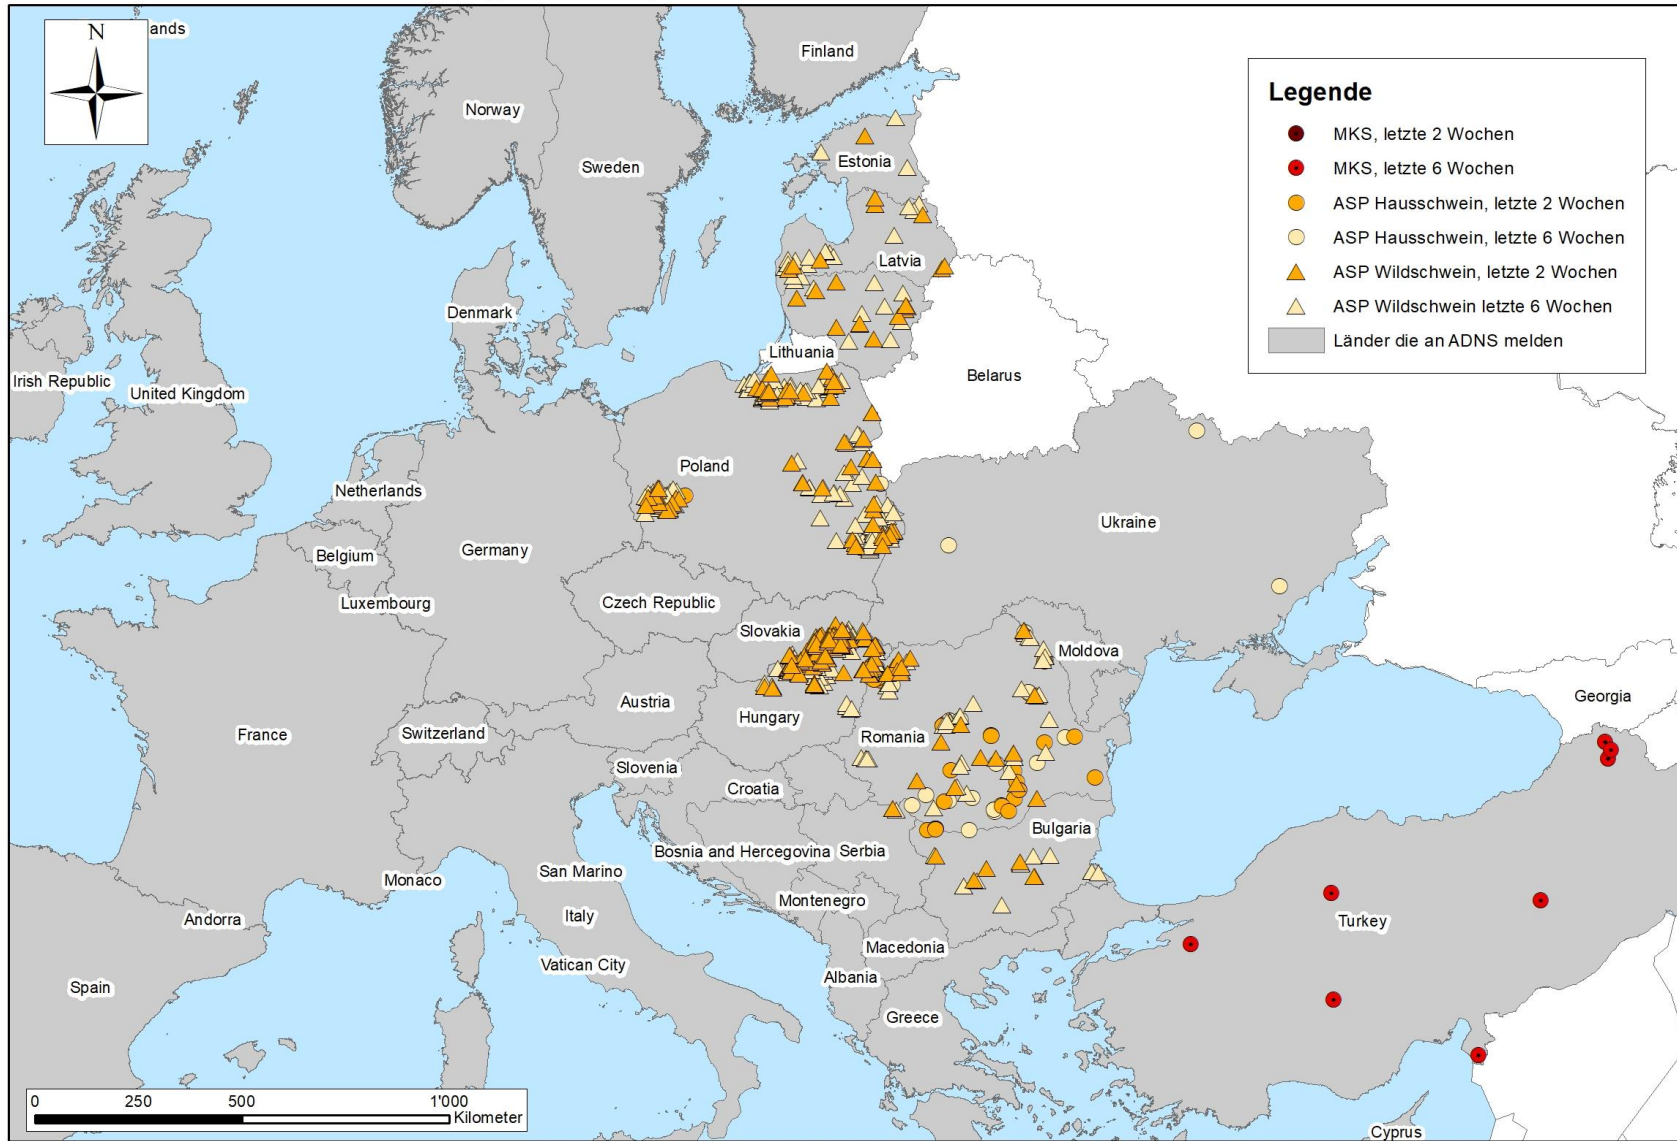 N
ands
Finland
Norway
Sweden
Estonia
Latvia
Denmark
Lithuania
Irish Republic
United Kingdom
Belarus
Poland
Netherlands
Ukraine
Belgium
Germany
Luxembourg
Czech Republic
Slovakia
Moldova
Austria
Hungary
Georgia
France
Switzerland
Romania
Slovenia
Croatia
Bulgaria
Bosnia and Hercegovina
Serbia
San Marino
Monaco
Montenegro
Andorra
Italy
Turkey
Macedonia
Vatican City
Albania
Spain
Greece
Cyprus
Legende
MKS, letzte 2 Wochen
MKS, letzte 6 Wochen
ASP Hausschwein, letzte 2 Wochen
ASP Hausschwein, letzte 6 Wochen
ASP Wildschwein, letzte 2 Wochen
ASP Wildschwein letzte 6 Wochen
Länder die an ADNS melden
0 250 500 1'000
Kilometer